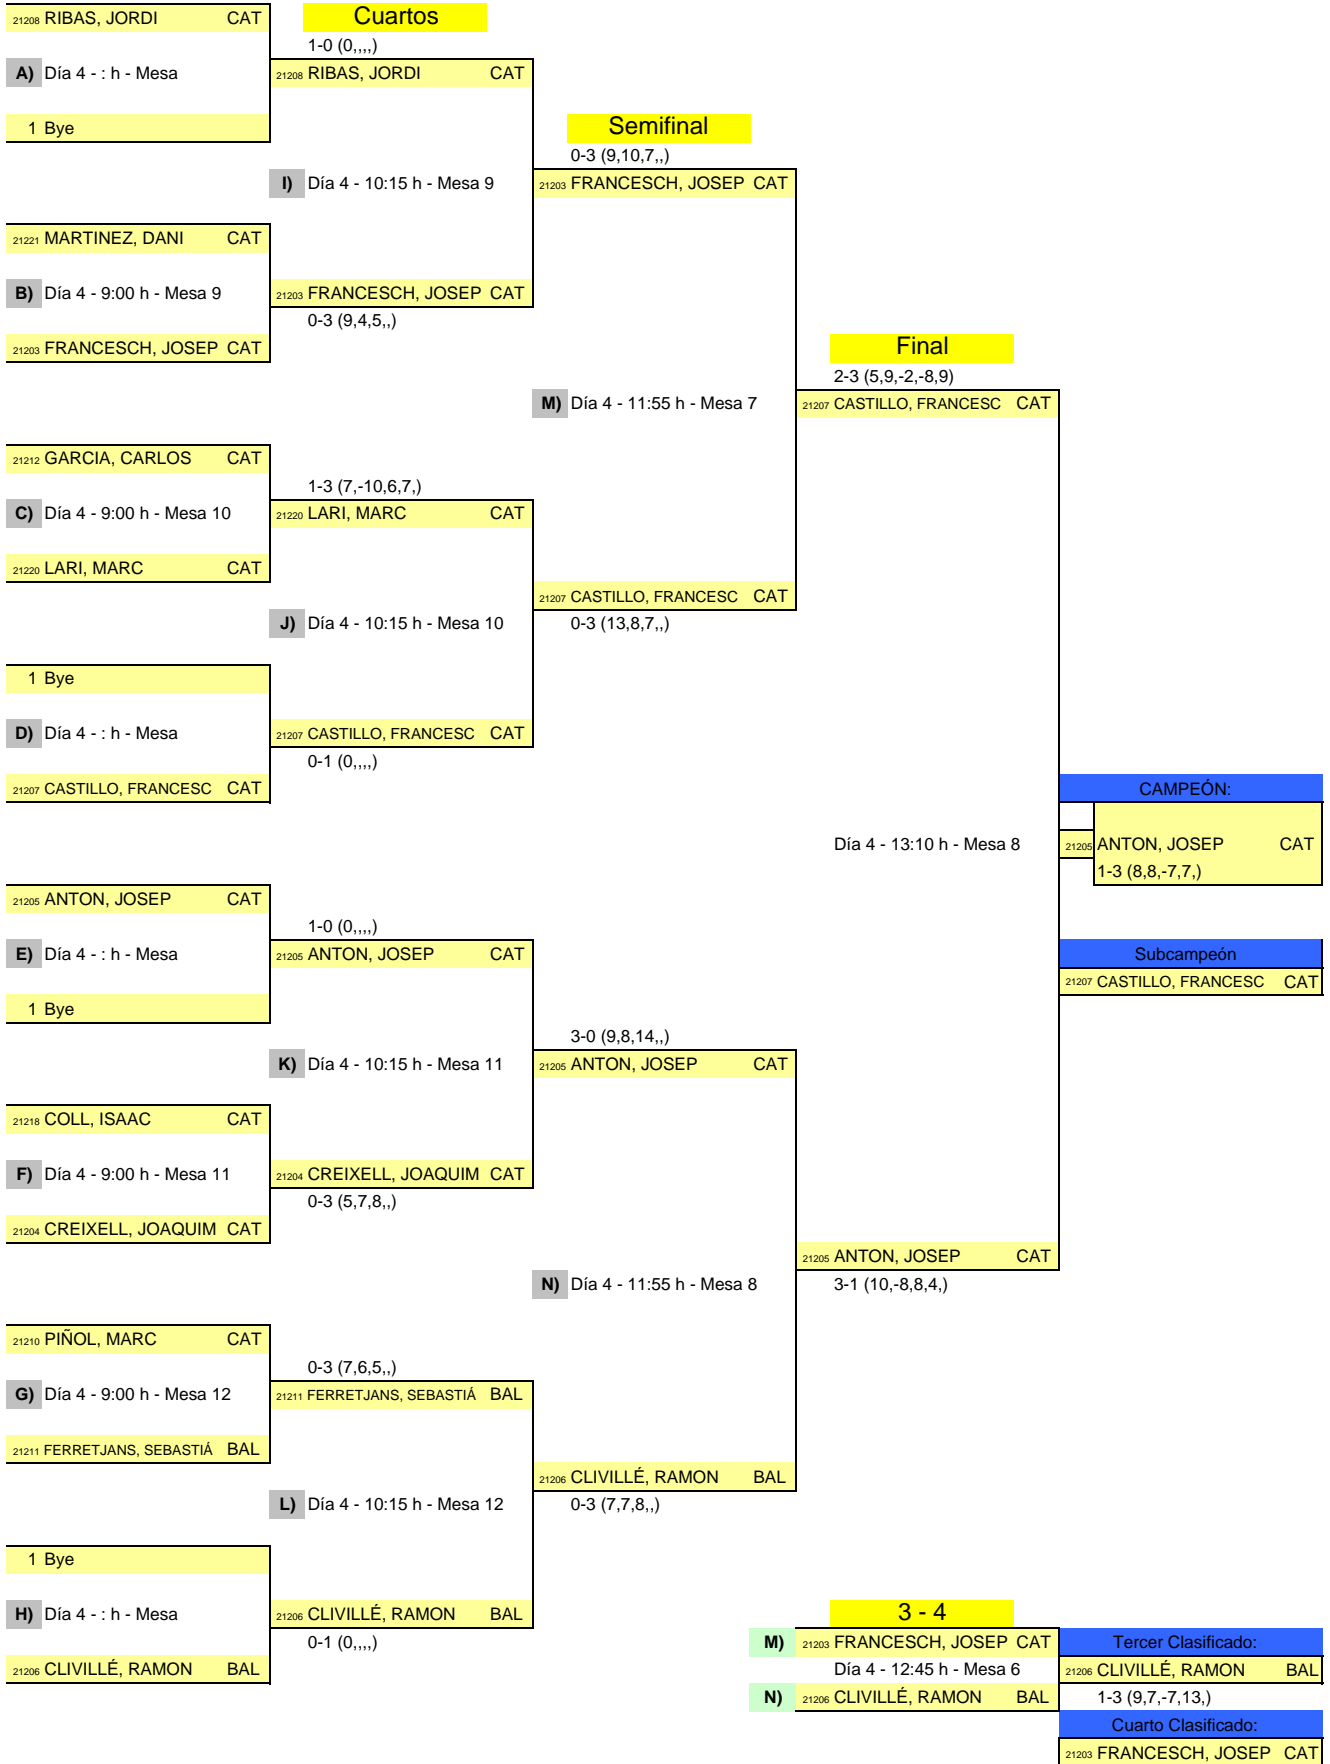 21208 RIBAS, JORDI CAT
Cuartos
1-0 (0,,,,)
A) Día 4 - : h - Mesa
21208 RIBAS, JORDI CAT
1 Bye
Semifinal
0-3 (9,10,7,,)
I) Día 4 - 10:15 h - Mesa 9
21203 FRANCESCH, JOSEP CAT
21221 MARTINEZ, DANI CAT
B) Día 4 - 9:00 h - Mesa 9
21203 FRANCESCH, JOSEP CAT
0-3 (9,4,5,,)
21203 FRANCESCH, JOSEP CAT
Final
2-3 (5,9,-2,-8,9)
M) Día 4 - 11:55 h - Mesa 7
21207 CASTILLO, FRANCESC CAT
21212 GARCIA, CARLOS CAT
1-3 (7,-10,6,7,)
C) Día 4 - 9:00 h - Mesa 10
21220 LARI, MARC CAT
21220 LARI, MARC CAT
21207 CASTILLO, FRANCESC CAT
J) Día 4 - 10:15 h - Mesa 10
0-3 (13,8,7,,)
1 Bye
D) Día 4 - : h - Mesa
21207 CASTILLO, FRANCESC CAT
0-1 (0,,,,)
21207 CASTILLO, FRANCESC CAT
CAMPEÓN:
Día 4 - 13:10 h - Mesa 8
21205 ANTON, JOSEP CAT
1-3 (8,8,-7,7,)
21205 ANTON, JOSEP CAT
1-0 (0,,,,)
E) Día 4 - : h - Mesa
21205 ANTON, JOSEP CAT
Subcampeón
21207 CASTILLO, FRANCESC CAT
1 Bye
3-0 (9,8,14,,)
K) Día 4 - 10:15 h - Mesa 11
21205 ANTON, JOSEP CAT
21218 COLL, ISAAC CAT
F) Día 4 - 9:00 h - Mesa 11
21204 CREIXELL, JOAQUIM CAT
0-3 (5,7,8,,)
21204 CREIXELL, JOAQUIM CAT
21205 ANTON, JOSEP CAT
N) Día 4 - 11:55 h - Mesa 8
3-1 (10,-8,8,4,)
21210 PIÑOL, MARC CAT
0-3 (7,6,5,,)
G) Día 4 - 9:00 h - Mesa 12
21211 FERRETJANS, SEBASTIÁ BAL
21211 FERRETJANS, SEBASTIÁ BAL
21206 CLIVILLÉ, RAMON BAL
L) Día 4 - 10:15 h - Mesa 12
0-3 (7,7,8,,)
1 Bye
H) Día 4 - : h - Mesa
21206 CLIVILLÉ, RAMON BAL
0-1 (0,,,,)
21206 CLIVILLÉ, RAMON BAL
3 - 4
M) 21203 FRANCESCH, JOSEP CAT
Tercer Clasificado:
Día 4 - 12:45 h - Mesa 6
21206 CLIVILLÉ, RAMON BAL
N) 21206 CLIVILLÉ, RAMON BAL
1-3 (9,7,-7,13,)
Cuarto Clasificado:
21203 FRANCESCH, JOSEP CAT